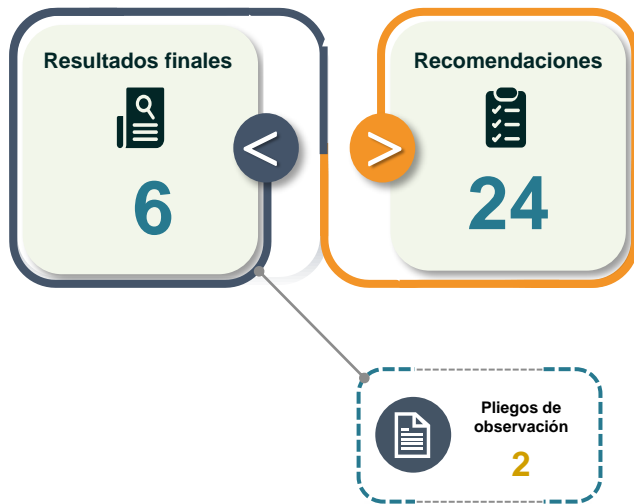 Resultados finales
6
<
>
Recomendaciones
24
Pliegos de
observación
2